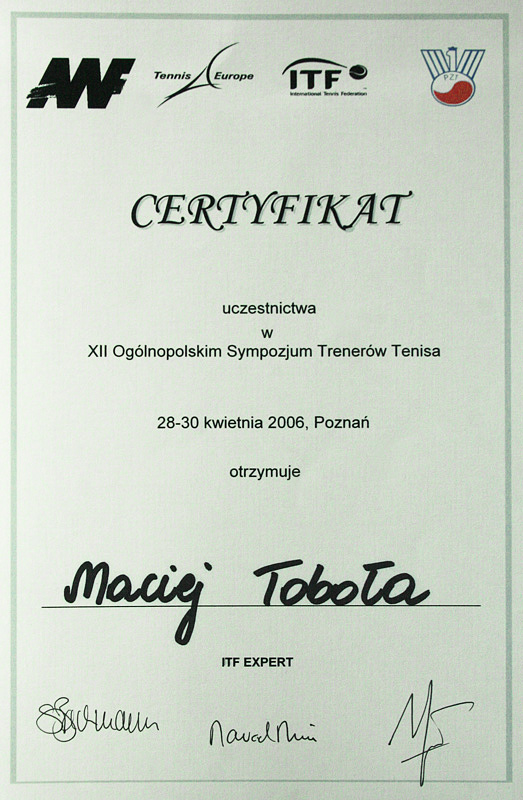 AWF
Tennis Europe
ITF
International Tennis Federation
PZT
CERTYFIKAT
uczestnictwa
w
XII Ogólnopolskim Sympozjum Trenerów Tenisa
28-30 kwietnia 2006, Poznań
otrzymuje
Maciej Toboła
ITF EXPERT